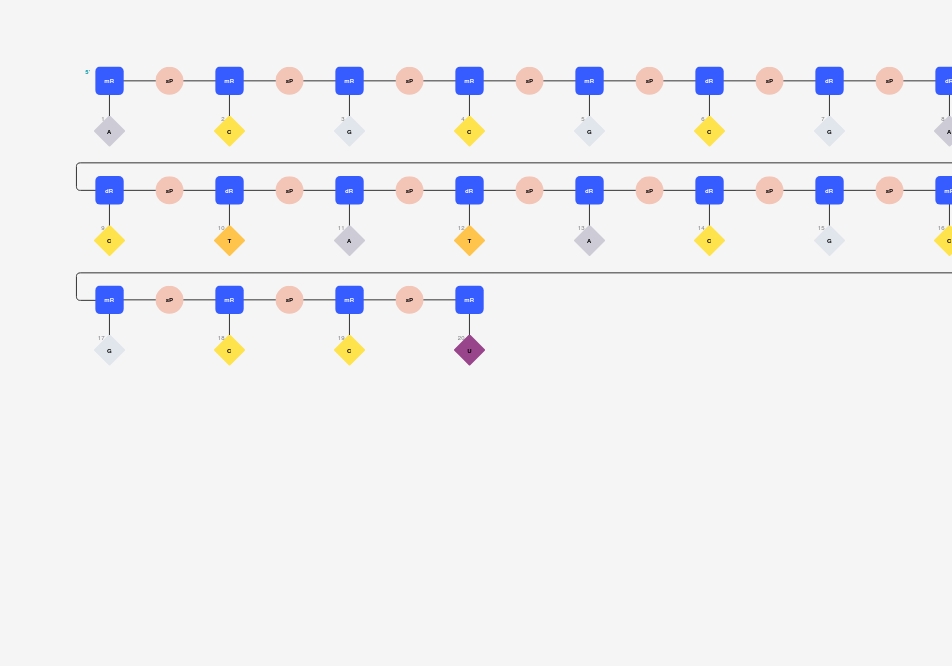 5'
mR sP mR sP mR sP mR sP mR sP dR sP dR sP dR
1 2 3 4 5 6 7 8
A C G C G C G A
dR sP dR sP dR sP dR sP dR sP dR sP dR sP mR
9 10 11 12 13 14 15 16
C T A T A C G C
mR sP mR sP mR sP mR
17 18 19 20
G C C U